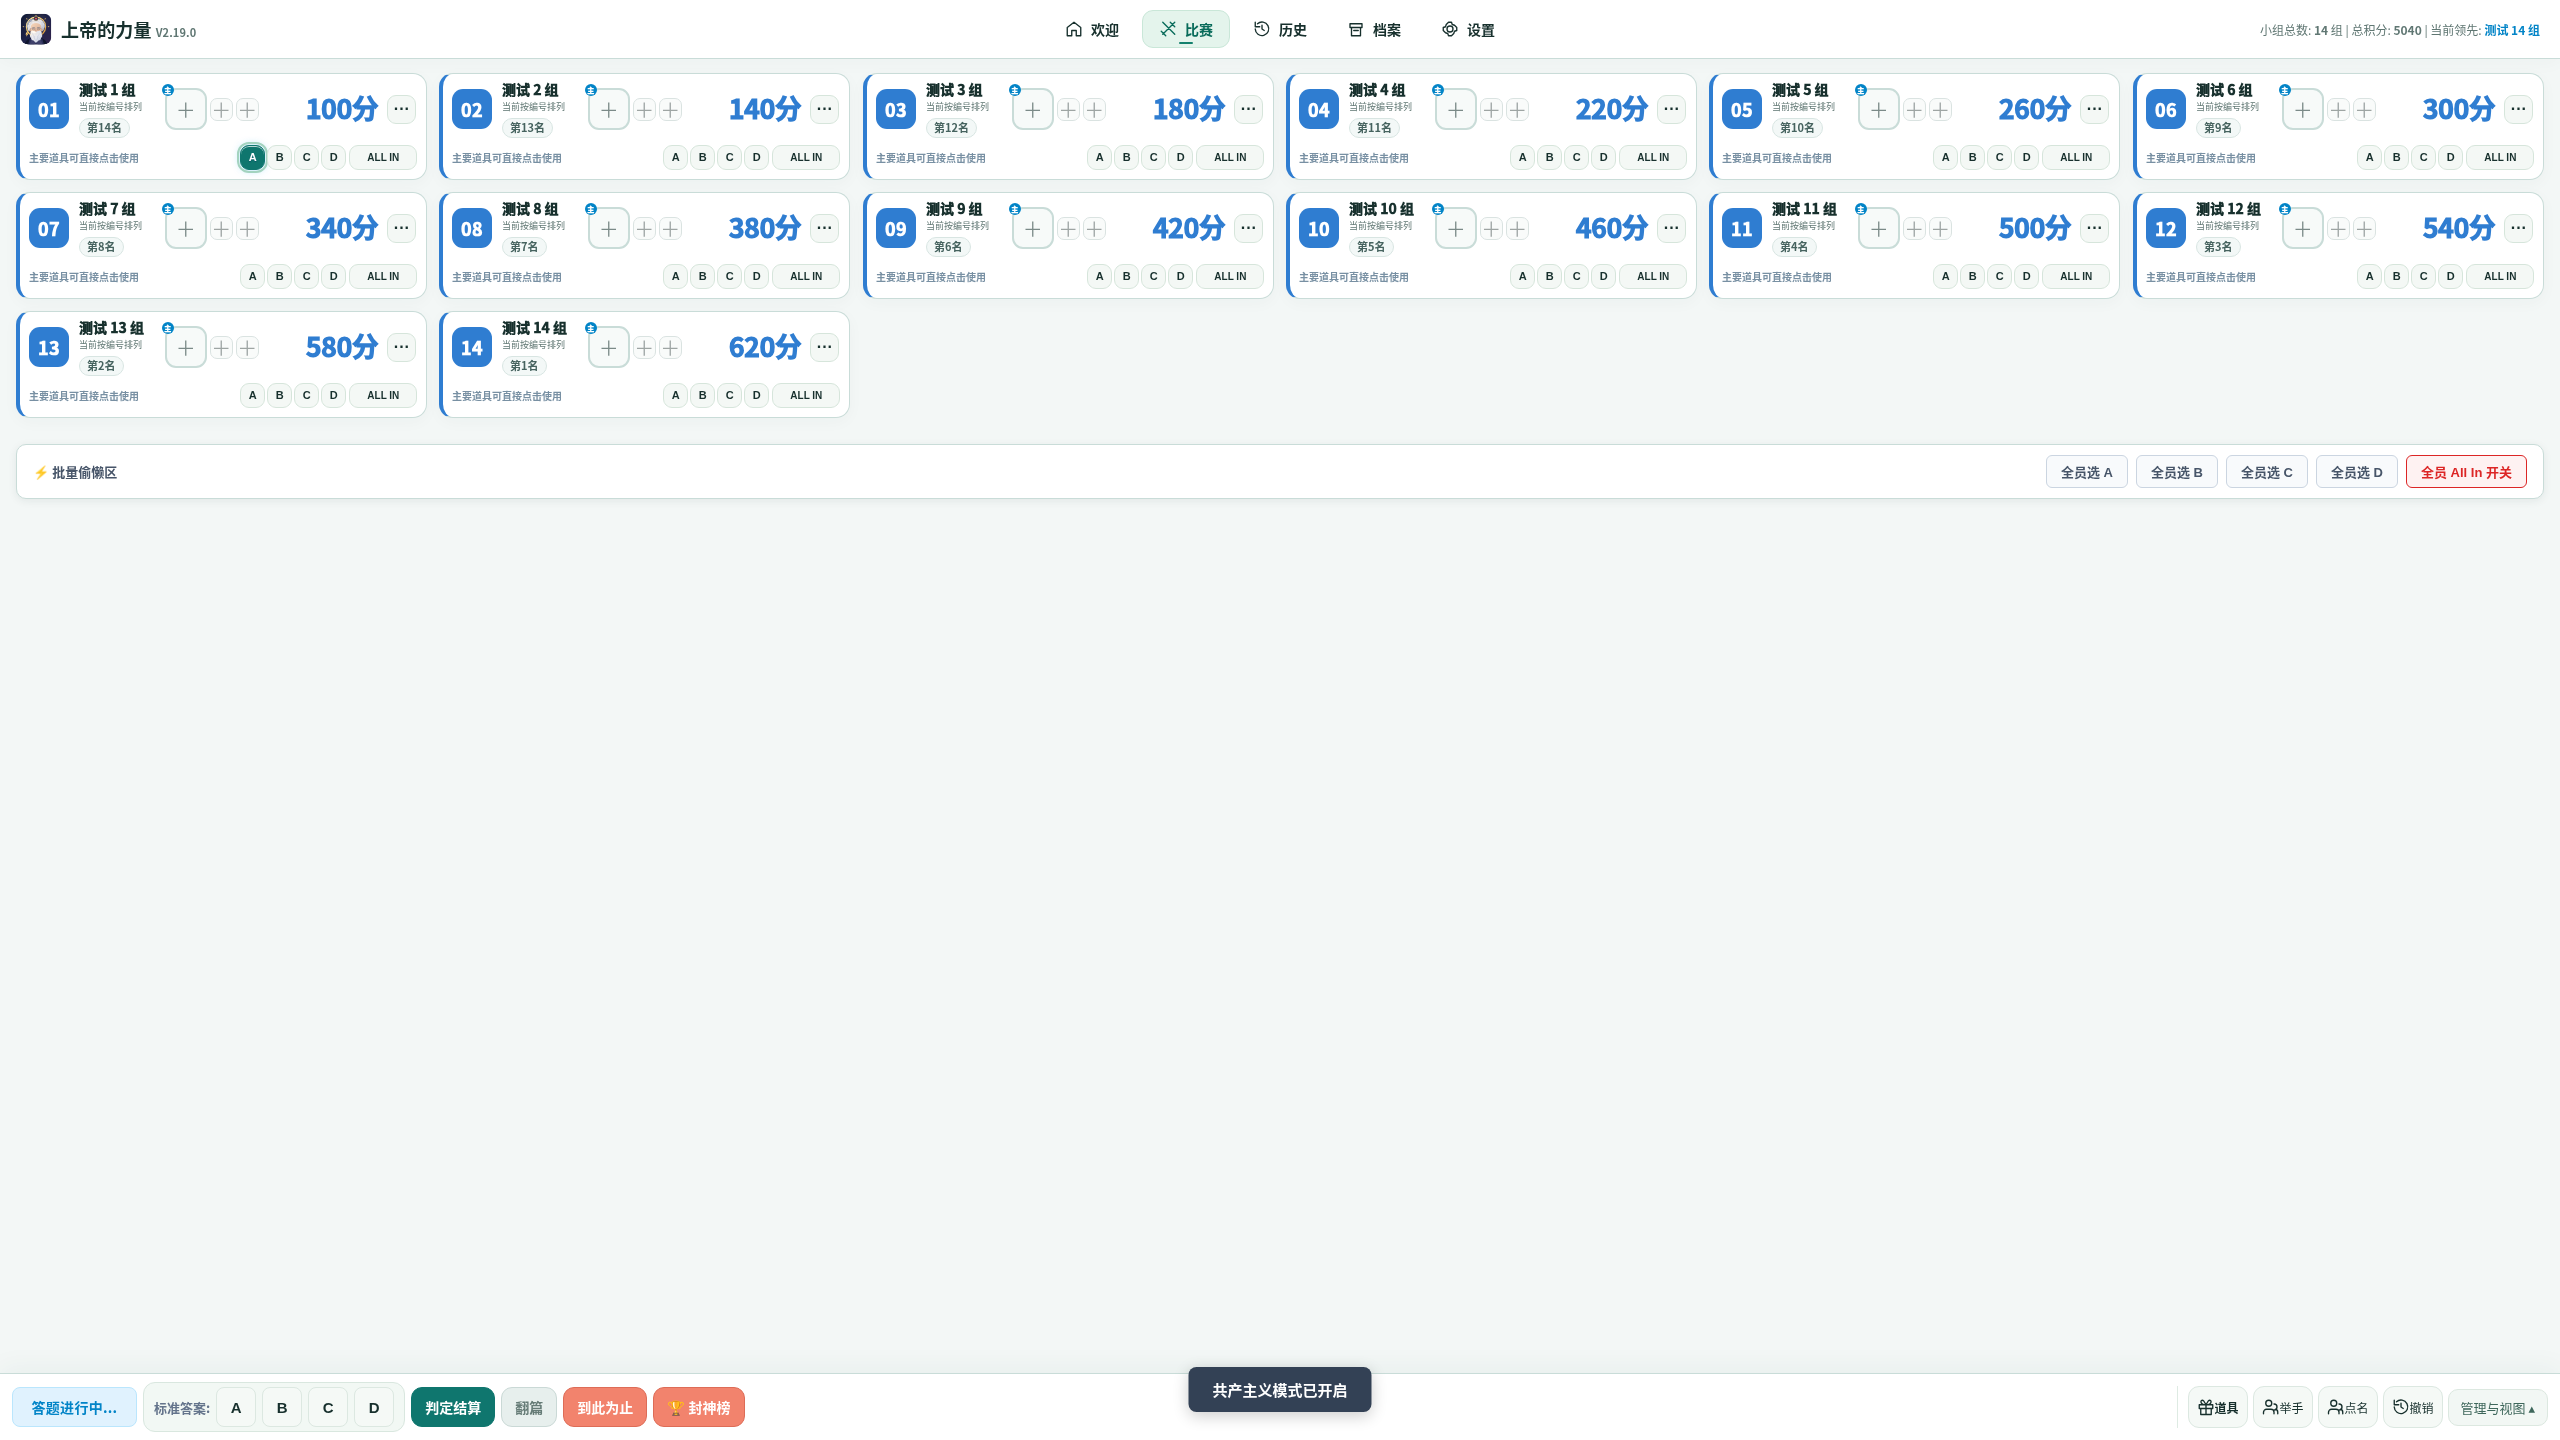 上帝的力量 V2.19.0
欢迎
比赛
历史
档案
设置
小组总数: 14 组 | 总积分: 5040 | 当前领先: 测试 14 组
01
测试 1 组
当前按编号排列
第14名
主
100分
主要道具可直接点击使用
A B C D ALL IN
02
测试 2 组
当前按编号排列
第13名
主
140分
主要道具可直接点击使用
A B C D ALL IN
03
测试 3 组
当前按编号排列
第12名
主
180分
主要道具可直接点击使用
A B C D ALL IN
04
测试 4 组
当前按编号排列
第11名
主
220分
主要道具可直接点击使用
A B C D ALL IN
05
测试 5 组
当前按编号排列
第10名
主
260分
主要道具可直接点击使用
A B C D ALL IN
06
测试 6 组
当前按编号排列
第9名
主
300分
主要道具可直接点击使用
A B C D ALL IN
07
测试 7 组
当前按编号排列
第8名
主
340分
主要道具可直接点击使用
A B C D ALL IN
08
测试 8 组
当前按编号排列
第7名
主
380分
主要道具可直接点击使用
A B C D ALL IN
09
测试 9 组
当前按编号排列
第6名
主
420分
主要道具可直接点击使用
A B C D ALL IN
10
测试 10 组
当前按编号排列
第5名
主
460分
主要道具可直接点击使用
A B C D ALL IN
11
测试 11 组
当前按编号排列
第4名
主
500分
主要道具可直接点击使用
A B C D ALL IN
12
测试 12 组
当前按编号排列
第3名
主
540分
主要道具可直接点击使用
A B C D ALL IN
13
测试 13 组
当前按编号排列
第2名
主
580分
主要道具可直接点击使用
A B C D ALL IN
14
测试 14 组
当前按编号排列
第1名
主
620分
主要道具可直接点击使用
A B C D ALL IN
⚡ 批量偷懒区
全员选 A
全员选 B
全员选 C
全员选 D
全员 All In 开关
答题进行中...
标准答案: A B C D
判定结算
翻篇
到此为止
🏆 封神榜
共产主义模式已开启
道具
举手
点名
撤销
管理与视图 ▴